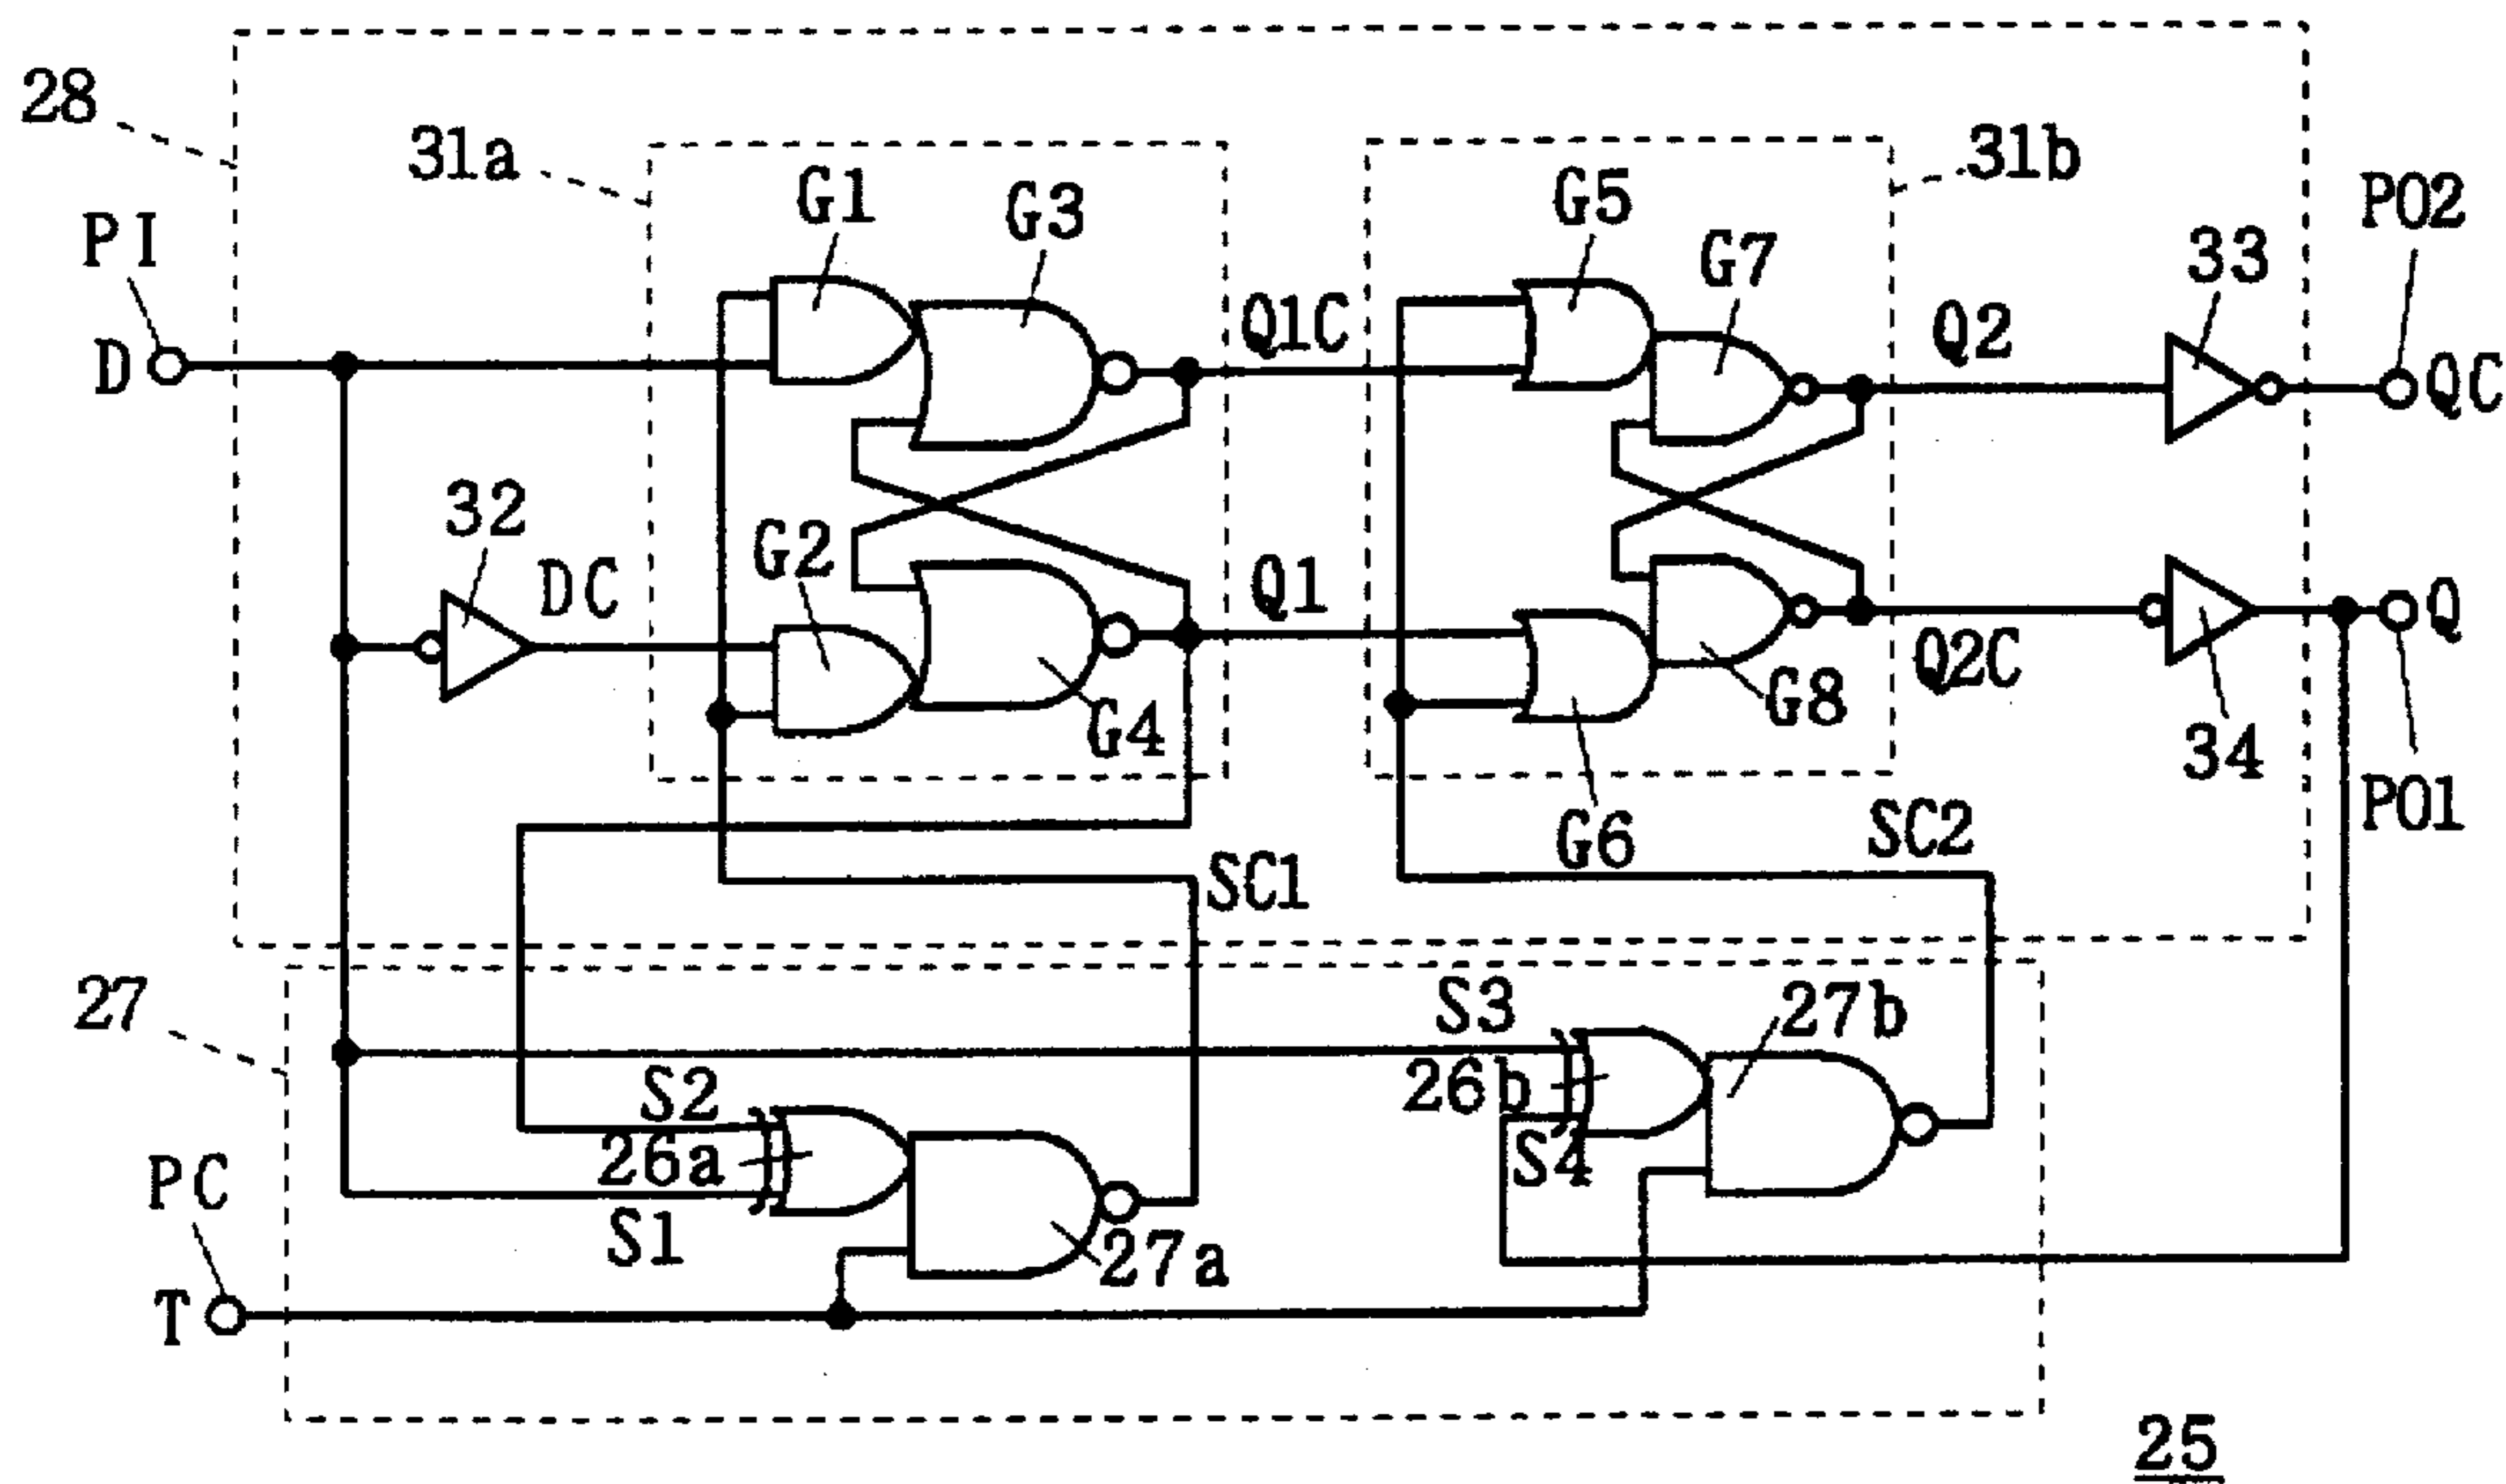 28
31a
G1
G3
G5
31b
PO2
PI
G7
33
Q1C
Q2
D
QC
32
G2
DC
Q1
Q
Q2C
G8
G4
34
PO1
G6
SC2
SC1
27
S3
27b
S2
26b
26a
S4
PC
S1
27a
T
25